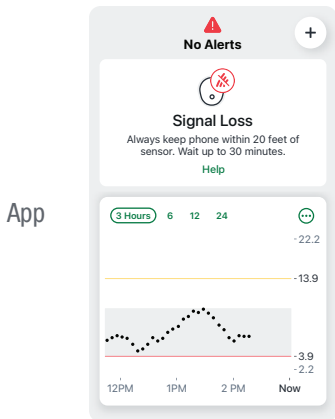 No Alerts
+
Signal Loss
Always keep phone within 20 feet of
sensor. Wait up to 30 minutes.
Help
App
3 Hours 6 12 24
22.2
13.9
3.9
2.2
12PM 1PM 2 PM Now